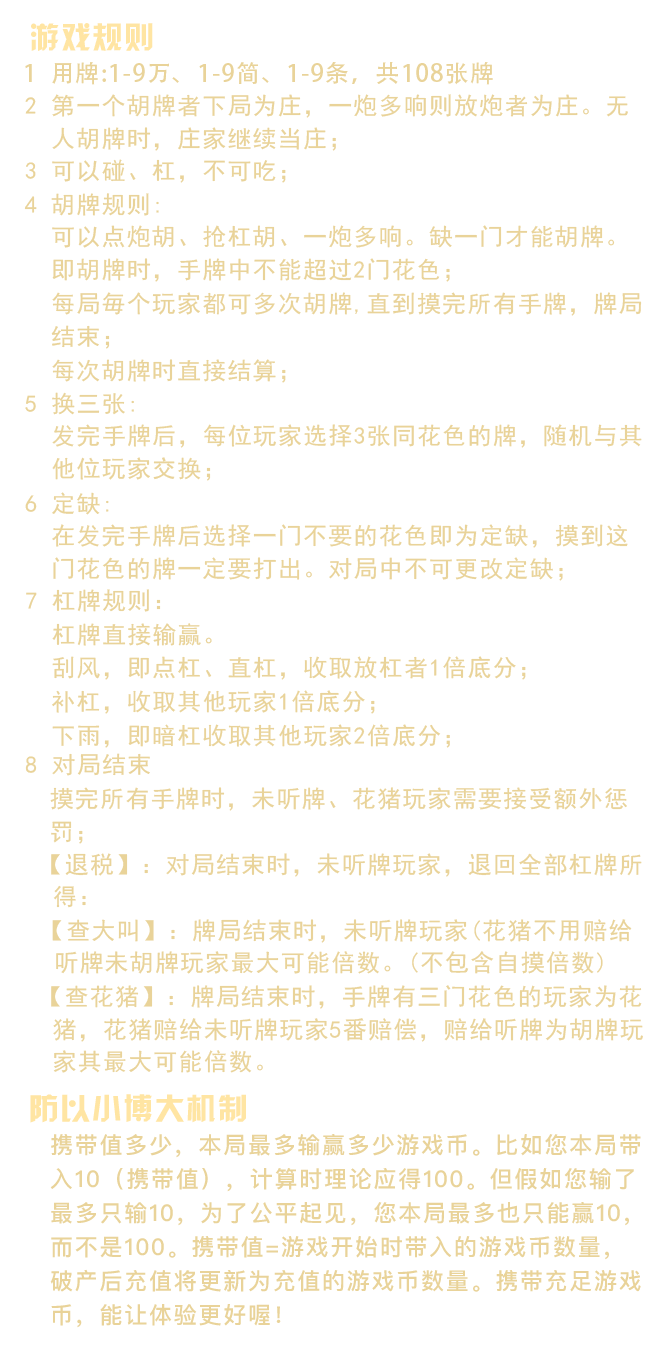 游戏规则
1 用牌:1-9万、1-9筒、1-9条，共108张牌
2 第一个胡牌者下局为庄，一炮多响则放炮者为庄。无
人胡牌时，庄家继续当庄；
3 可以碰、杠，不可吃；
4 胡牌规则:
可以点炮胡、抢杠胡、一炮多响。缺一门才能胡牌。
即胡牌时，手牌中不能超过2门花色；
每局每个玩家都可多次胡牌,直到摸完所有手牌，牌局
结束；
每次胡牌时直接结算；
5 换三张:
发完手牌后，每位玩家选择3张同花色的牌，随机与其
他位玩家交换；
6 定缺:
在发完手牌后选择一门不要的花色即为定缺，摸到这
门花色的牌一定要打出。对局中不可更改定缺；
7 杠牌规则：
杠牌直接输赢。
刮风，即点杠、直杠，收取放杠者1倍底分；
补杠，收取其他玩家1倍底分；
下雨，即暗杠收取其他玩家2倍底分；
8 对局结束
摸完所有手牌时，未听牌、花猪玩家需要接受额外惩
罚；
【退税】：对局结束时，未听牌玩家，退回全部杠牌所
得：
【查大叫】：牌局结束时，未听牌玩家(花猪不用赔给
听牌未胡牌玩家最大可能倍数。(不包含自摸倍数)
【查花猪】：牌局结束时，手牌有三门花色的玩家为花
猪，花猪赔给未听牌玩家5番赔偿，赔给听牌为胡牌玩
家其最大可能倍数。
防以小博大机制
携带值多少，本局最多输赢多少游戏币。比如您本局带
入10（携带值），计算时理论应得100。但假如您输了
最多只输10，为了公平起见，您本局最多也只能赢10，
而不是100。携带值=游戏开始时带入的游戏币数量，
破产后充值将更新为充值的游戏币数量。携带充足游戏
币，能让体验更好喔！